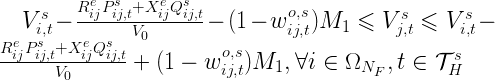 $V_{i,t}^{s} - \frac{R_{ij}^{e} P_{ij,t}^{s} + X_{ij}^{e} Q_{ij,t}^{s}}{V_0} - (1 - w_{ij,t}^{o,s}) M_1 \leqslant V_{j,t}^{s} \leqslant V_{i,t}^{s} -$
$\frac{R_{ij}^{e} P_{ij,t}^{s} + X_{ij}^{e} Q_{ij,t}^{s}}{V_0} + (1 - w_{ij,t}^{o,s}) M_1, \forall i \in \Omega_{N_F}, t \in \mathcal{T}_{H}^{s}$